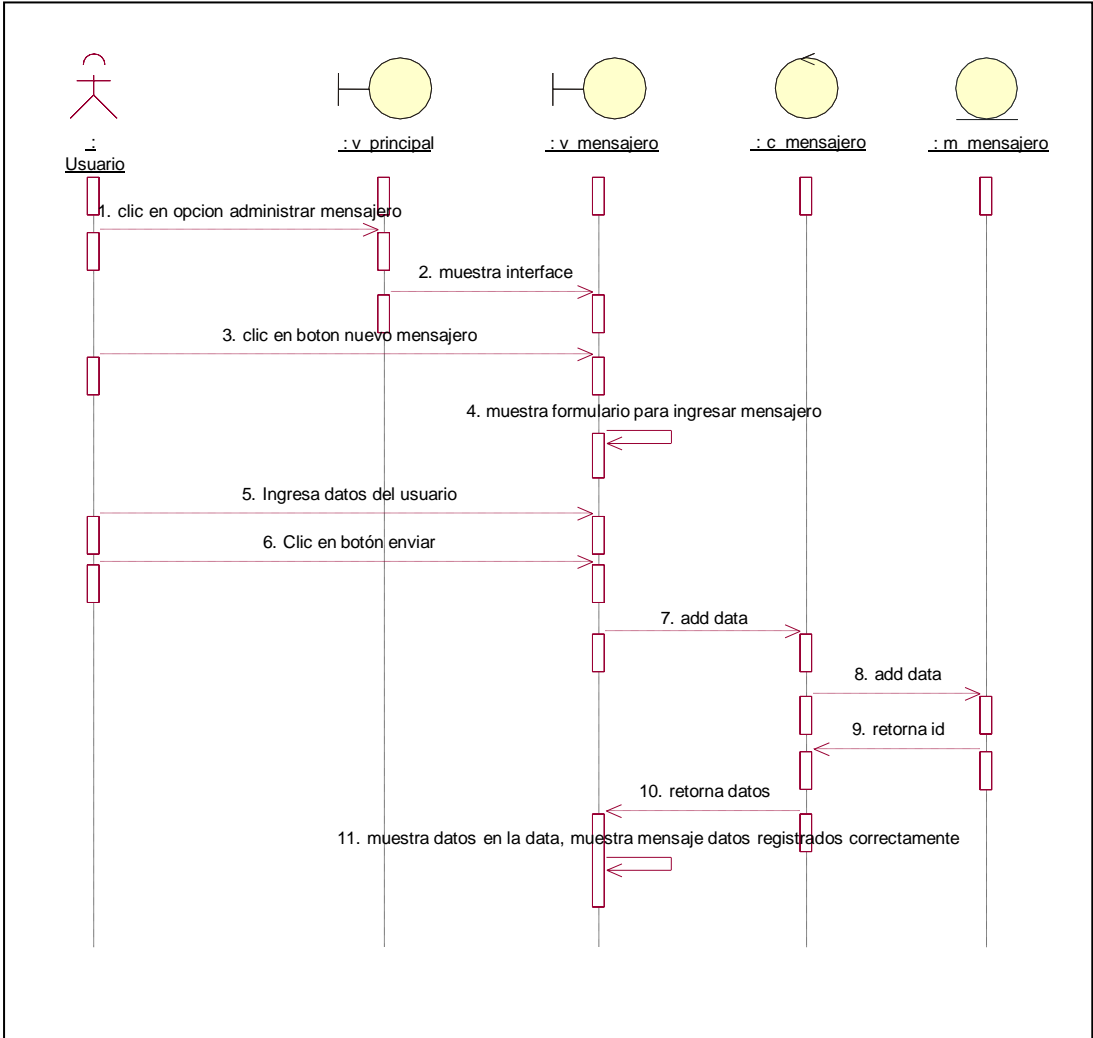 : 
Usuario
: v_principal
: v_mensajero
: c_mensajero
: m_mensajero
1. clic en opcion administrar mensajero
2. muestra interface
3. clic en boton nuevo mensajero
4. muestra formulario para ingresar mensajero
5. Ingresa datos del usuario
6. Clic en botón enviar
7. add data
8. add data
9. retorna id
10. retorna datos
11. muestra datos en la data, muestra mensaje datos registrados correctamente